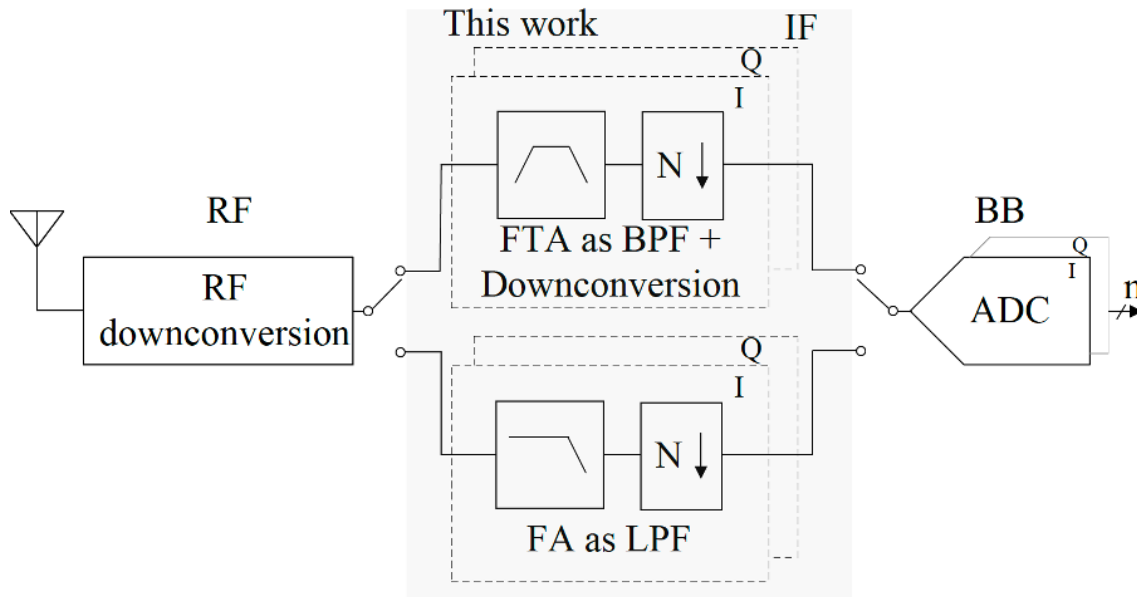 This work
IF
Q
I
N
FTA as BPF +
Downconversion
RF
RF
downconversion
BB
Q
I
ADC
n
Q
I
N
FA as LPF